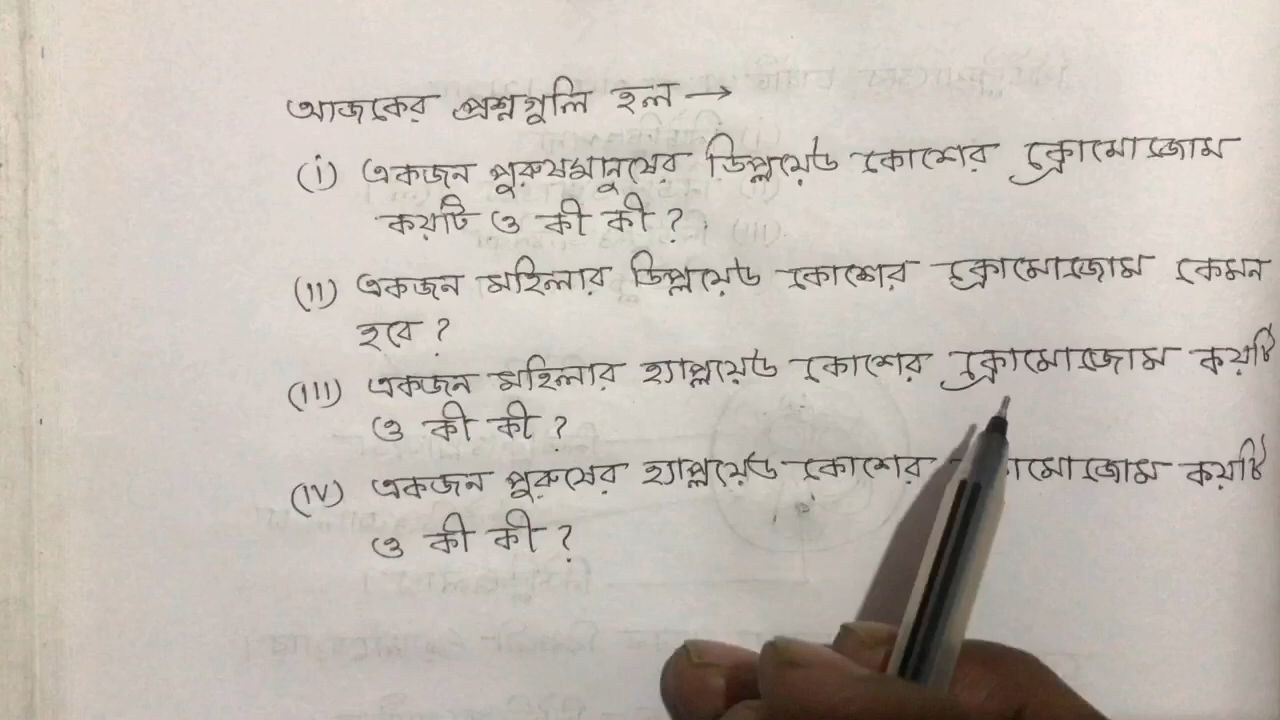 আজকের প্রশ্নগুলি হল →
(i) একজন পুরুষমানুষের ডিপ্লয়েড কোশের ক্রোমোজোম
কয়টি ও কী কী ?
(II) একজন মহিলার ডিপ্লয়েড কোশের ক্রোমোজোম কেমন
হবে ?
(III) একজন মহিলার হ্যাপ্লয়েড কোশের ক্রোমোজোম কয়টি
ও কী কী ?
(IV) একজন পুরুষের হ্যাপ্লয়েড কোশের কয়টি
ও কী কী ?